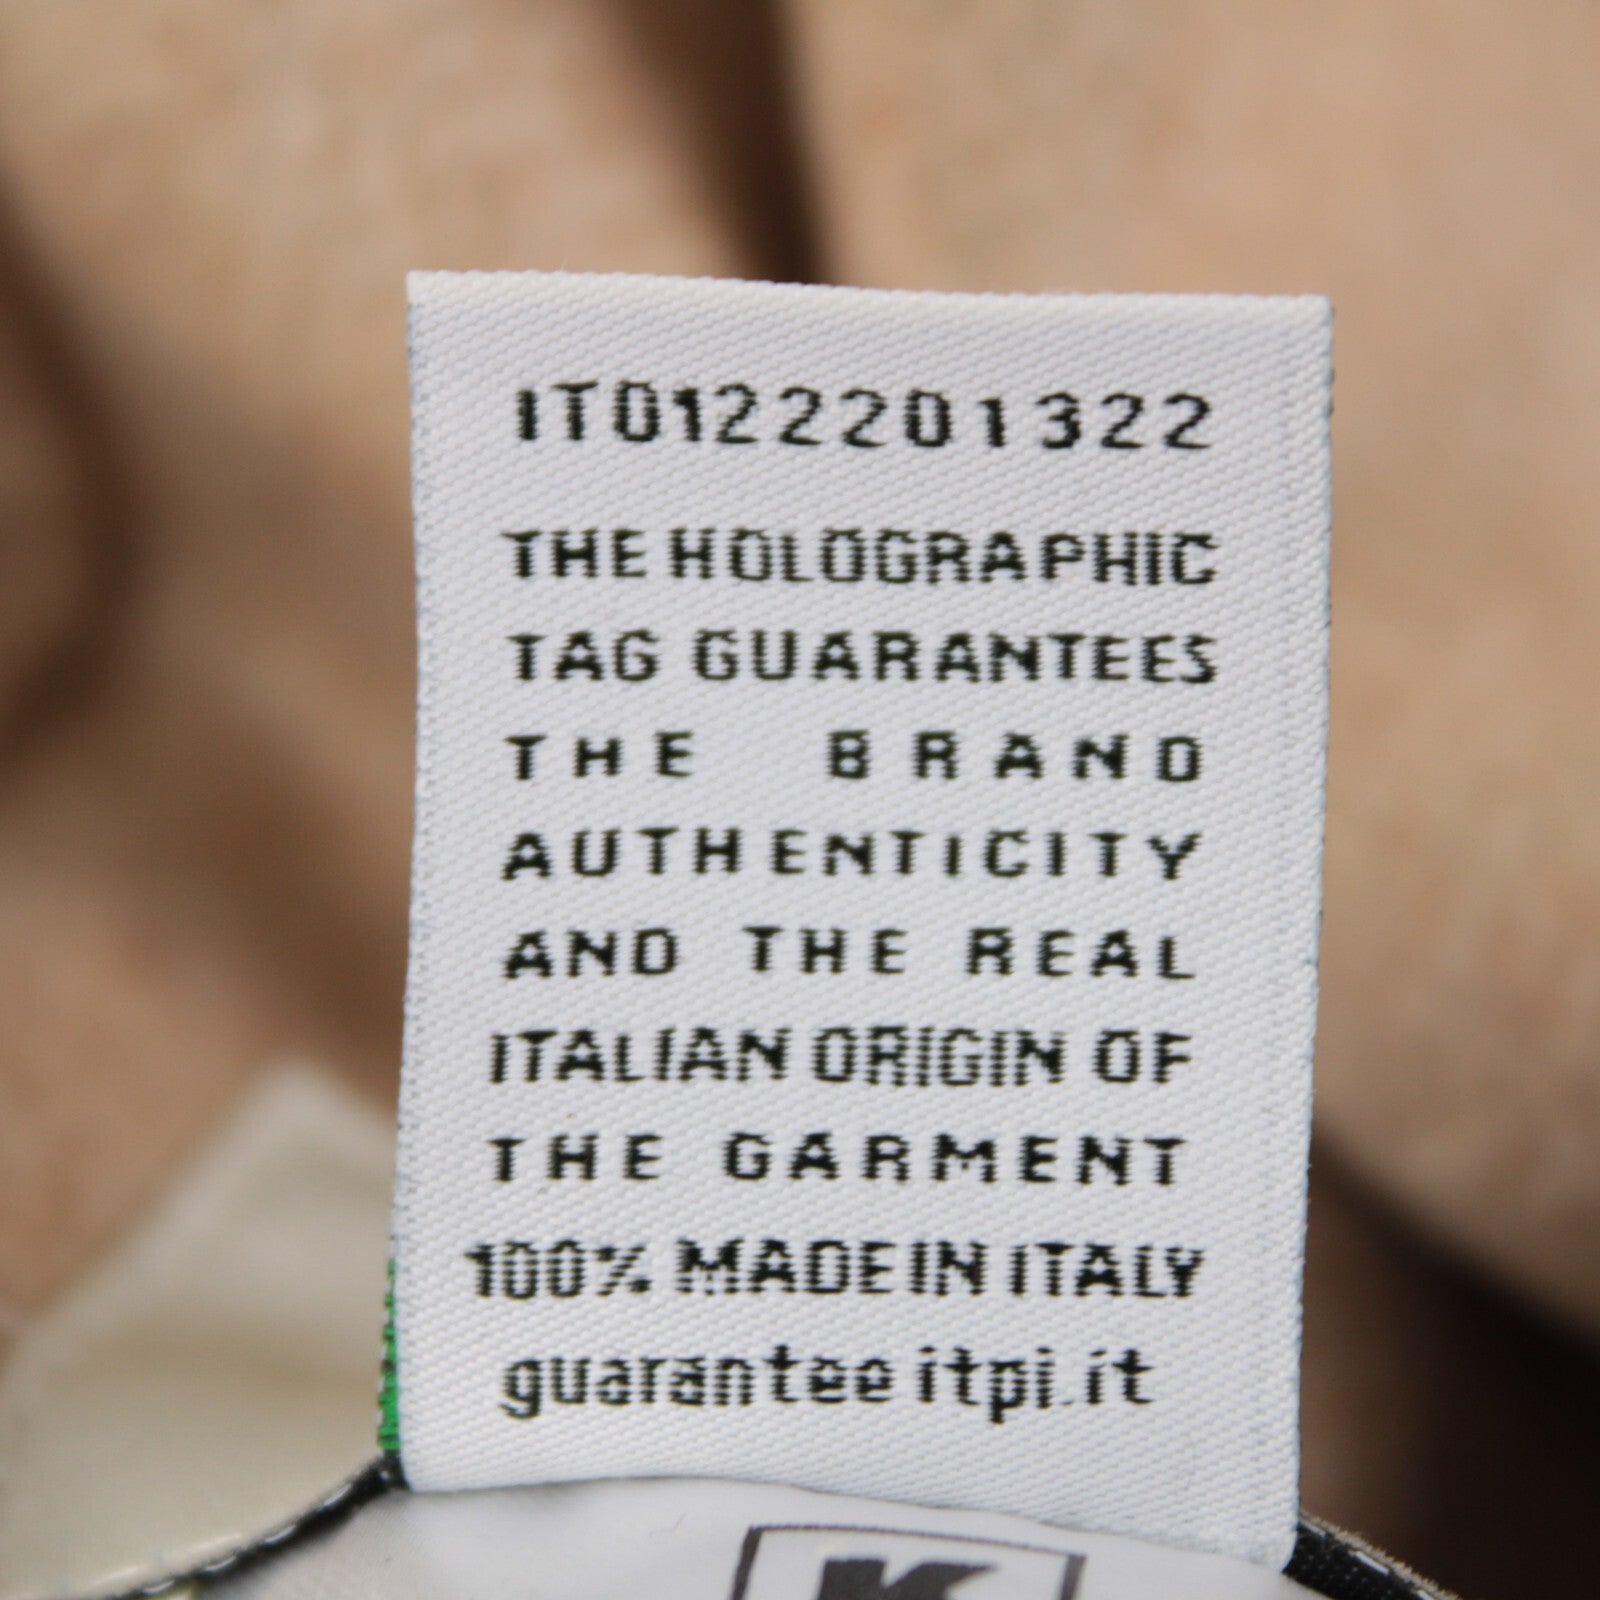 IT0122201322
THE HOLOGRAPHIC
TAG GUARANTEES
THE BRAND
AUTHENTICITY
AND THE REAL
ITALIAN ORIGIN OF
THE GARMENT
100% MADE IN ITALY
guarantee itpi.it
K